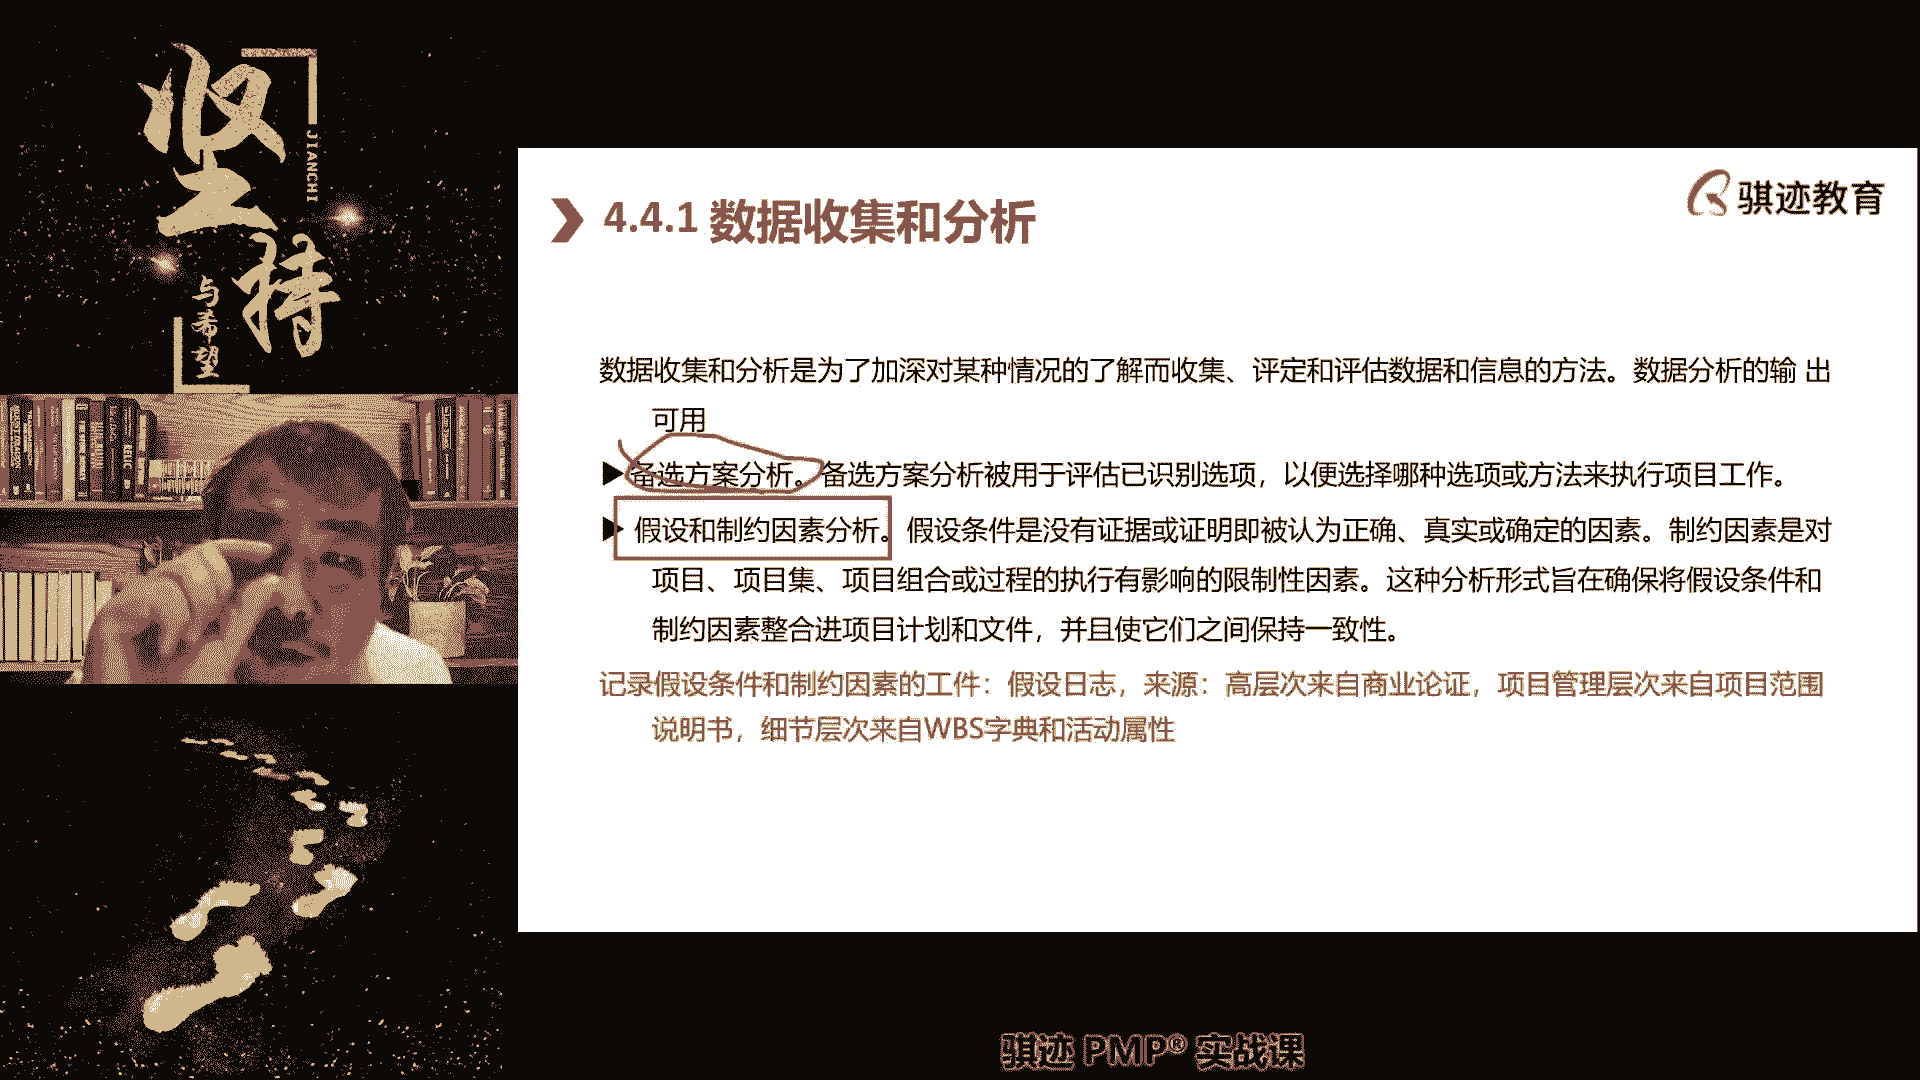 坚持
JIANCHI
与希望
骐迹教育
4.4.1 数据收集和分析
数据收集和分析是为了加深对某种情况的了解而收集、评定和评估数据和信息的方法。数据分析的输 出
可用
▶备选方案分析。备选方案分析被用于评估已识别选项，以便选择哪种选项或方法来执行项目工作。
▶假设和制约因素分析。假设条件是没有证据或证明即被认为正确、真实或确定的因素。制约因素是对
项目、项目集、项目组合或过程的执行有影响的限制性因素。这种分析形式旨在确保将假设条件和
制约因素整合进项目计划和文件，并且使它们之间保持一致性。
记录假设条件和制约因素的工件：假设日志，来源：高层次来自商业论证，项目管理层次来自项目范围
说明书，细节层次来自WBS字典和活动属性
骐迹 PMP® 实战课